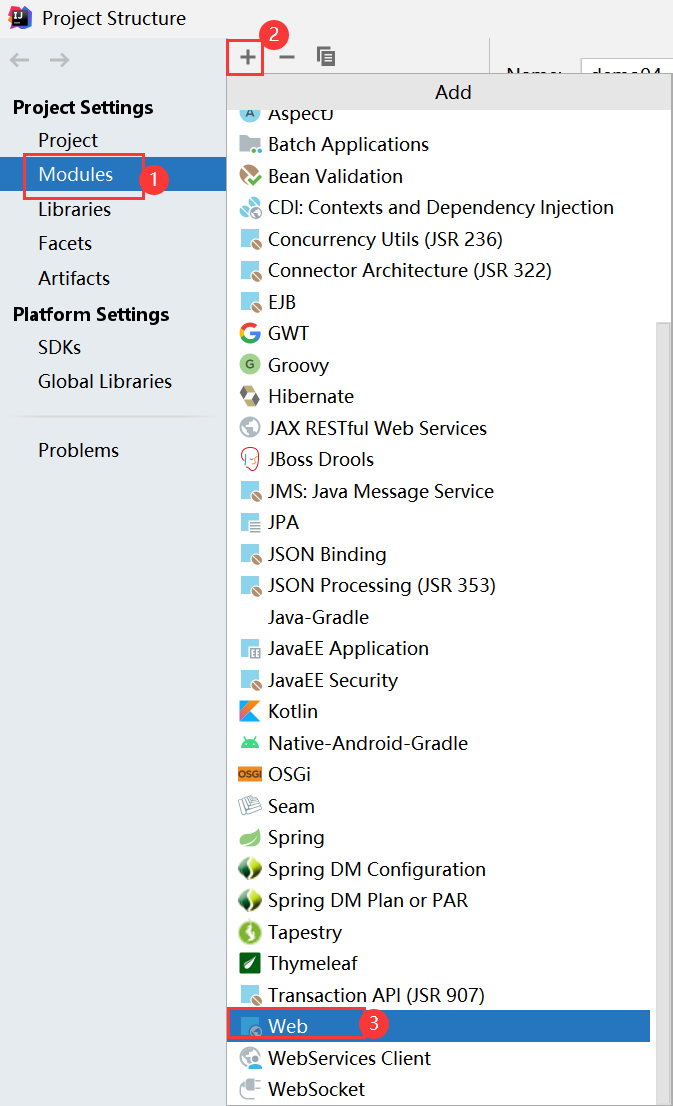 Project Structure
2
Name:
demo04
Add
Project Settings
Project
Modules
1
Libraries
Facets
Artifacts
Platform Settings
SDKs
Global Libraries
Problems
AspectJ
Batch Applications
Bean Validation
CDI: Contexts and Dependency Injection
Concurrency Utils (JSR 236)
Connector Architecture (JSR 322)
EJB
GWT
Groovy
Hibernate
JAX RESTful Web Services
JBoss Drools
JMS: Java Message Service
JPA
JSON Binding
JSON Processing (JSR 353)
Java-Gradle
JavaEE Application
JavaEE Security
Kotlin
Native-Android-Gradle
OSGi
Seam
Spring
Spring DM Configuration
Spring DM Plan or PAR
Tapestry
Thymeleaf
Transaction API (JSR 907)
Web
3
WebServices Client
WebSocket